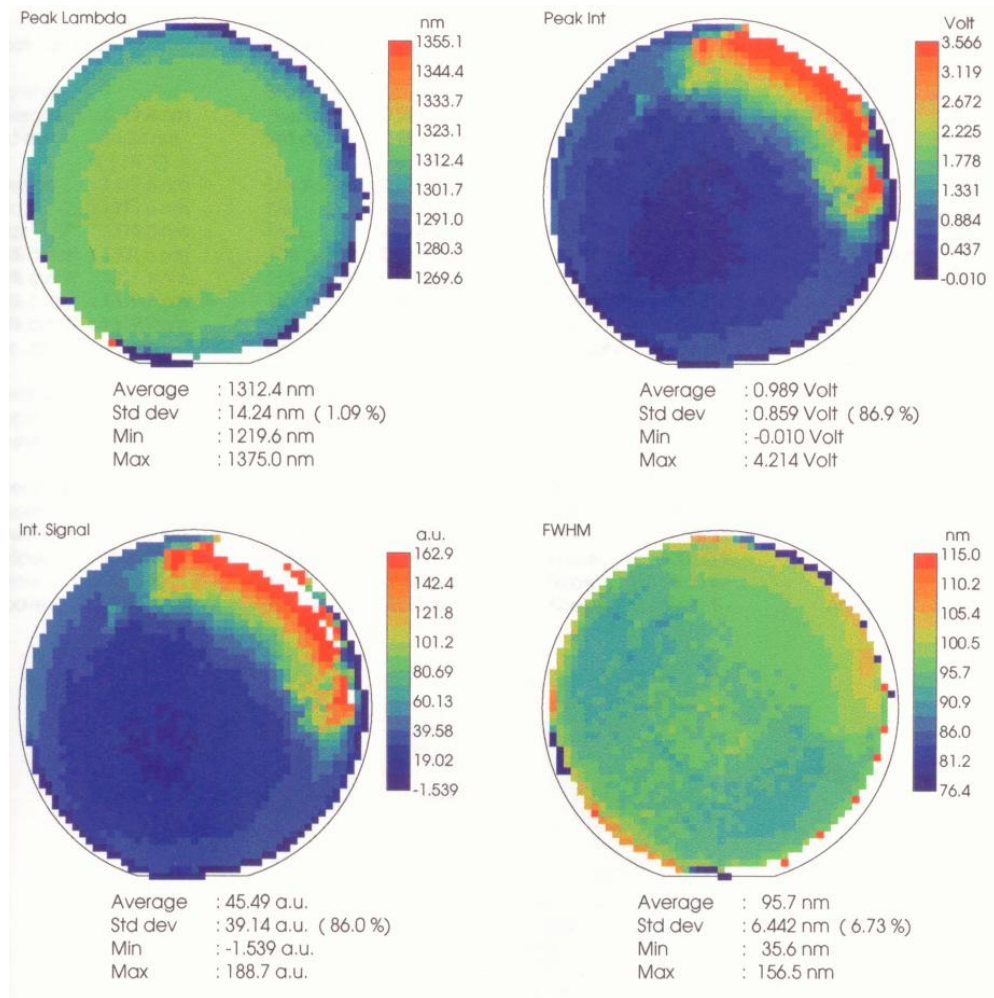 Peak Lambda
nm
1355.1
1344.4
1333.7
1323.1
1312.4
1301.7
1291.0
1280.3
1269.6
Average : 1312.4 nm
Std dev : 14.24 nm ( 1.09 %)
Min : 1219.6 nm
Max : 1375.0 nm
Peak Int
Volt
3.566
3.119
2.672
2.225
1.778
1.331
0.884
0.437
-0.010
Average : 0.989 Volt
Std dev : 0.859 Volt ( 86.9 %)
Min : -0.010 Volt
Max : 4.214 Volt
Int. Signal
a.u.
162.9
142.4
121.8
101.2
80.69
60.13
39.58
19.02
-1.539
Average : 45.49 a.u.
Std dev : 39.14 a.u. ( 86.0 %)
Min : -1.539 a.u.
Max : 188.7 a.u.
FWHM
nm
115.0
110.2
105.4
100.5
95.7
90.9
86.0
81.2
76.4
Average : 95.7 nm
Std dev : 6.442 nm ( 6.73 %)
Min : 35.6 nm
Max : 156.5 nm